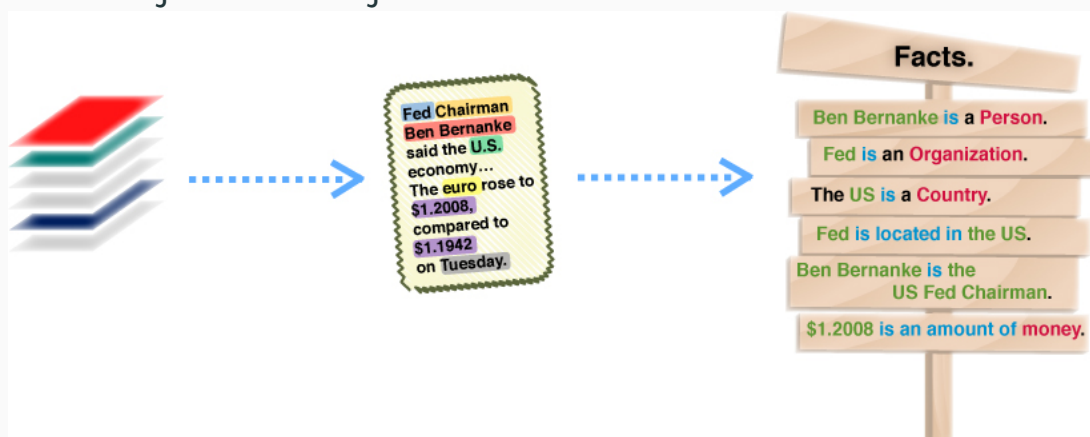 Fed Chairman
Ben Bernanke
said the U.S.
economy...
The euro rose to
$1.2008,
compared to
$1.1942
on Tuesday.
Facts.
Ben Bernanke is a Person.
Fed is an Organization.
The US is a Country.
Fed is located in the US.
Ben Bernanke is the
US Fed Chairman.
$1.2008 is an amount of money.